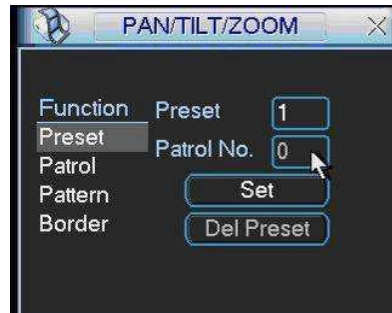 PAN/TILT/ZOOM
Function
Preset 1
Preset
Patrol No. 0
Patrol
Set
Pattern
Border
Del Preset